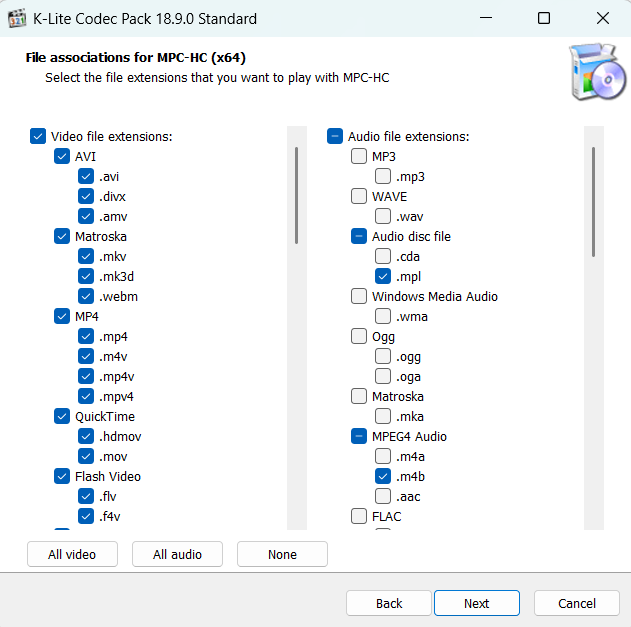 K-Lite Codec Pack 18.9.0 Standard
File associations for MPC-HC (x64)
Select the file extensions that you want to play with MPC-HC
Video file extensions:
AVI
.avi
.divx
.amv
Matroska
.mkv
.mk3d
.webm
MP4
.mp4
.m4v
.mp4v
.mpv4
QuickTime
.hdmov
.mov
Flash Video
.flv
.f4v
Audio file extensions:
MP3
.mp3
WAVE
.wav
Audio disc file
.cda
.mpl
Windows Media Audio
.wma
Ogg
.ogg
.oga
Matroska
.mka
MPEG4 Audio
.m4a
.m4b
.aac
FLAC
All video
All audio
None
Back
Next
Cancel